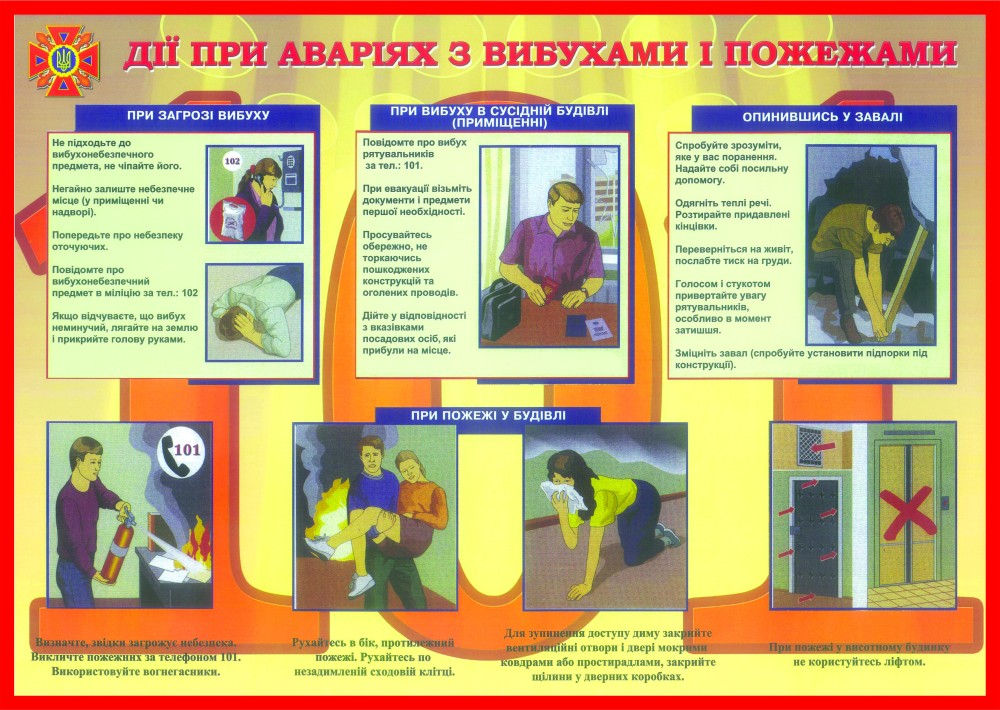 ДІЇ ПРИ АВАРІЯХ З ВИБУХАМИ І ПОЖЕЖАМИ
ПРИ ЗАГРОЗІ ВИБУХУ
Не підходьте до
вибухонебезпечного
предмета, не чіпайте його.
Негайно залиште небезпечне
місце (у приміщенні чи
надворі).
Попередьте про небезпеку
оточуючих.
Повідомте про
вибухонебезпечний
предмет в міліцію за тел.: 102
Якщо відчуваєте, що вибух
неминучий, лягайте на землю
і прикрийте голову руками.
102
ПРИ ВИБУХУ В СУСІДНІЙ БУДІВЛІ
(ПРИМІЩЕННІ)
Повідомте про вибух
рятувальників
за тел.: 101.
При евакуації візьміть
документи і предмети
першої необхідності.
Просувайтесь
обережно, не
торкаючись
пошкоджених
конструкцій та
оголених проводів.
Дійте у відповідності
з вказівками
посадових осіб, які
прибули на місце.
ОПИНИВШИСЬ У ЗАВАЛІ
Спробуйте зрозуміти,
яке у вас поранення.
Надайте собі посильну
допомогу.
Одягніть теплі речі.
Розтирайте придавлені
кінцівки.
Переверніться на живіт,
послабте тиск на груди.
Голосом і стукотом
привертайте увагу
рятувальників,
особливо в момент
затишшя.
Зміцніть завал (спробуйте установити підпорки під
конструкції).
ПРИ ПОЖЕЖІ У БУДІВЛІ
101
Визначте, звідки загрожує небезпека.
Викличте пожежних за телефоном 101.
Використовуйте вогнегасники.
Рухайтесь в бік, протилежний
пожежі. Рухайтесь по
незадимленій сходовій клітці.
Для зупинення доступу диму закрийте
вентиляційні отвори і двері мокрими
ковдрами або простирадлами, закрийте
щілини у дверних коробках.
При пожежі у висотному будинку
не користуйтесь ліфтом.